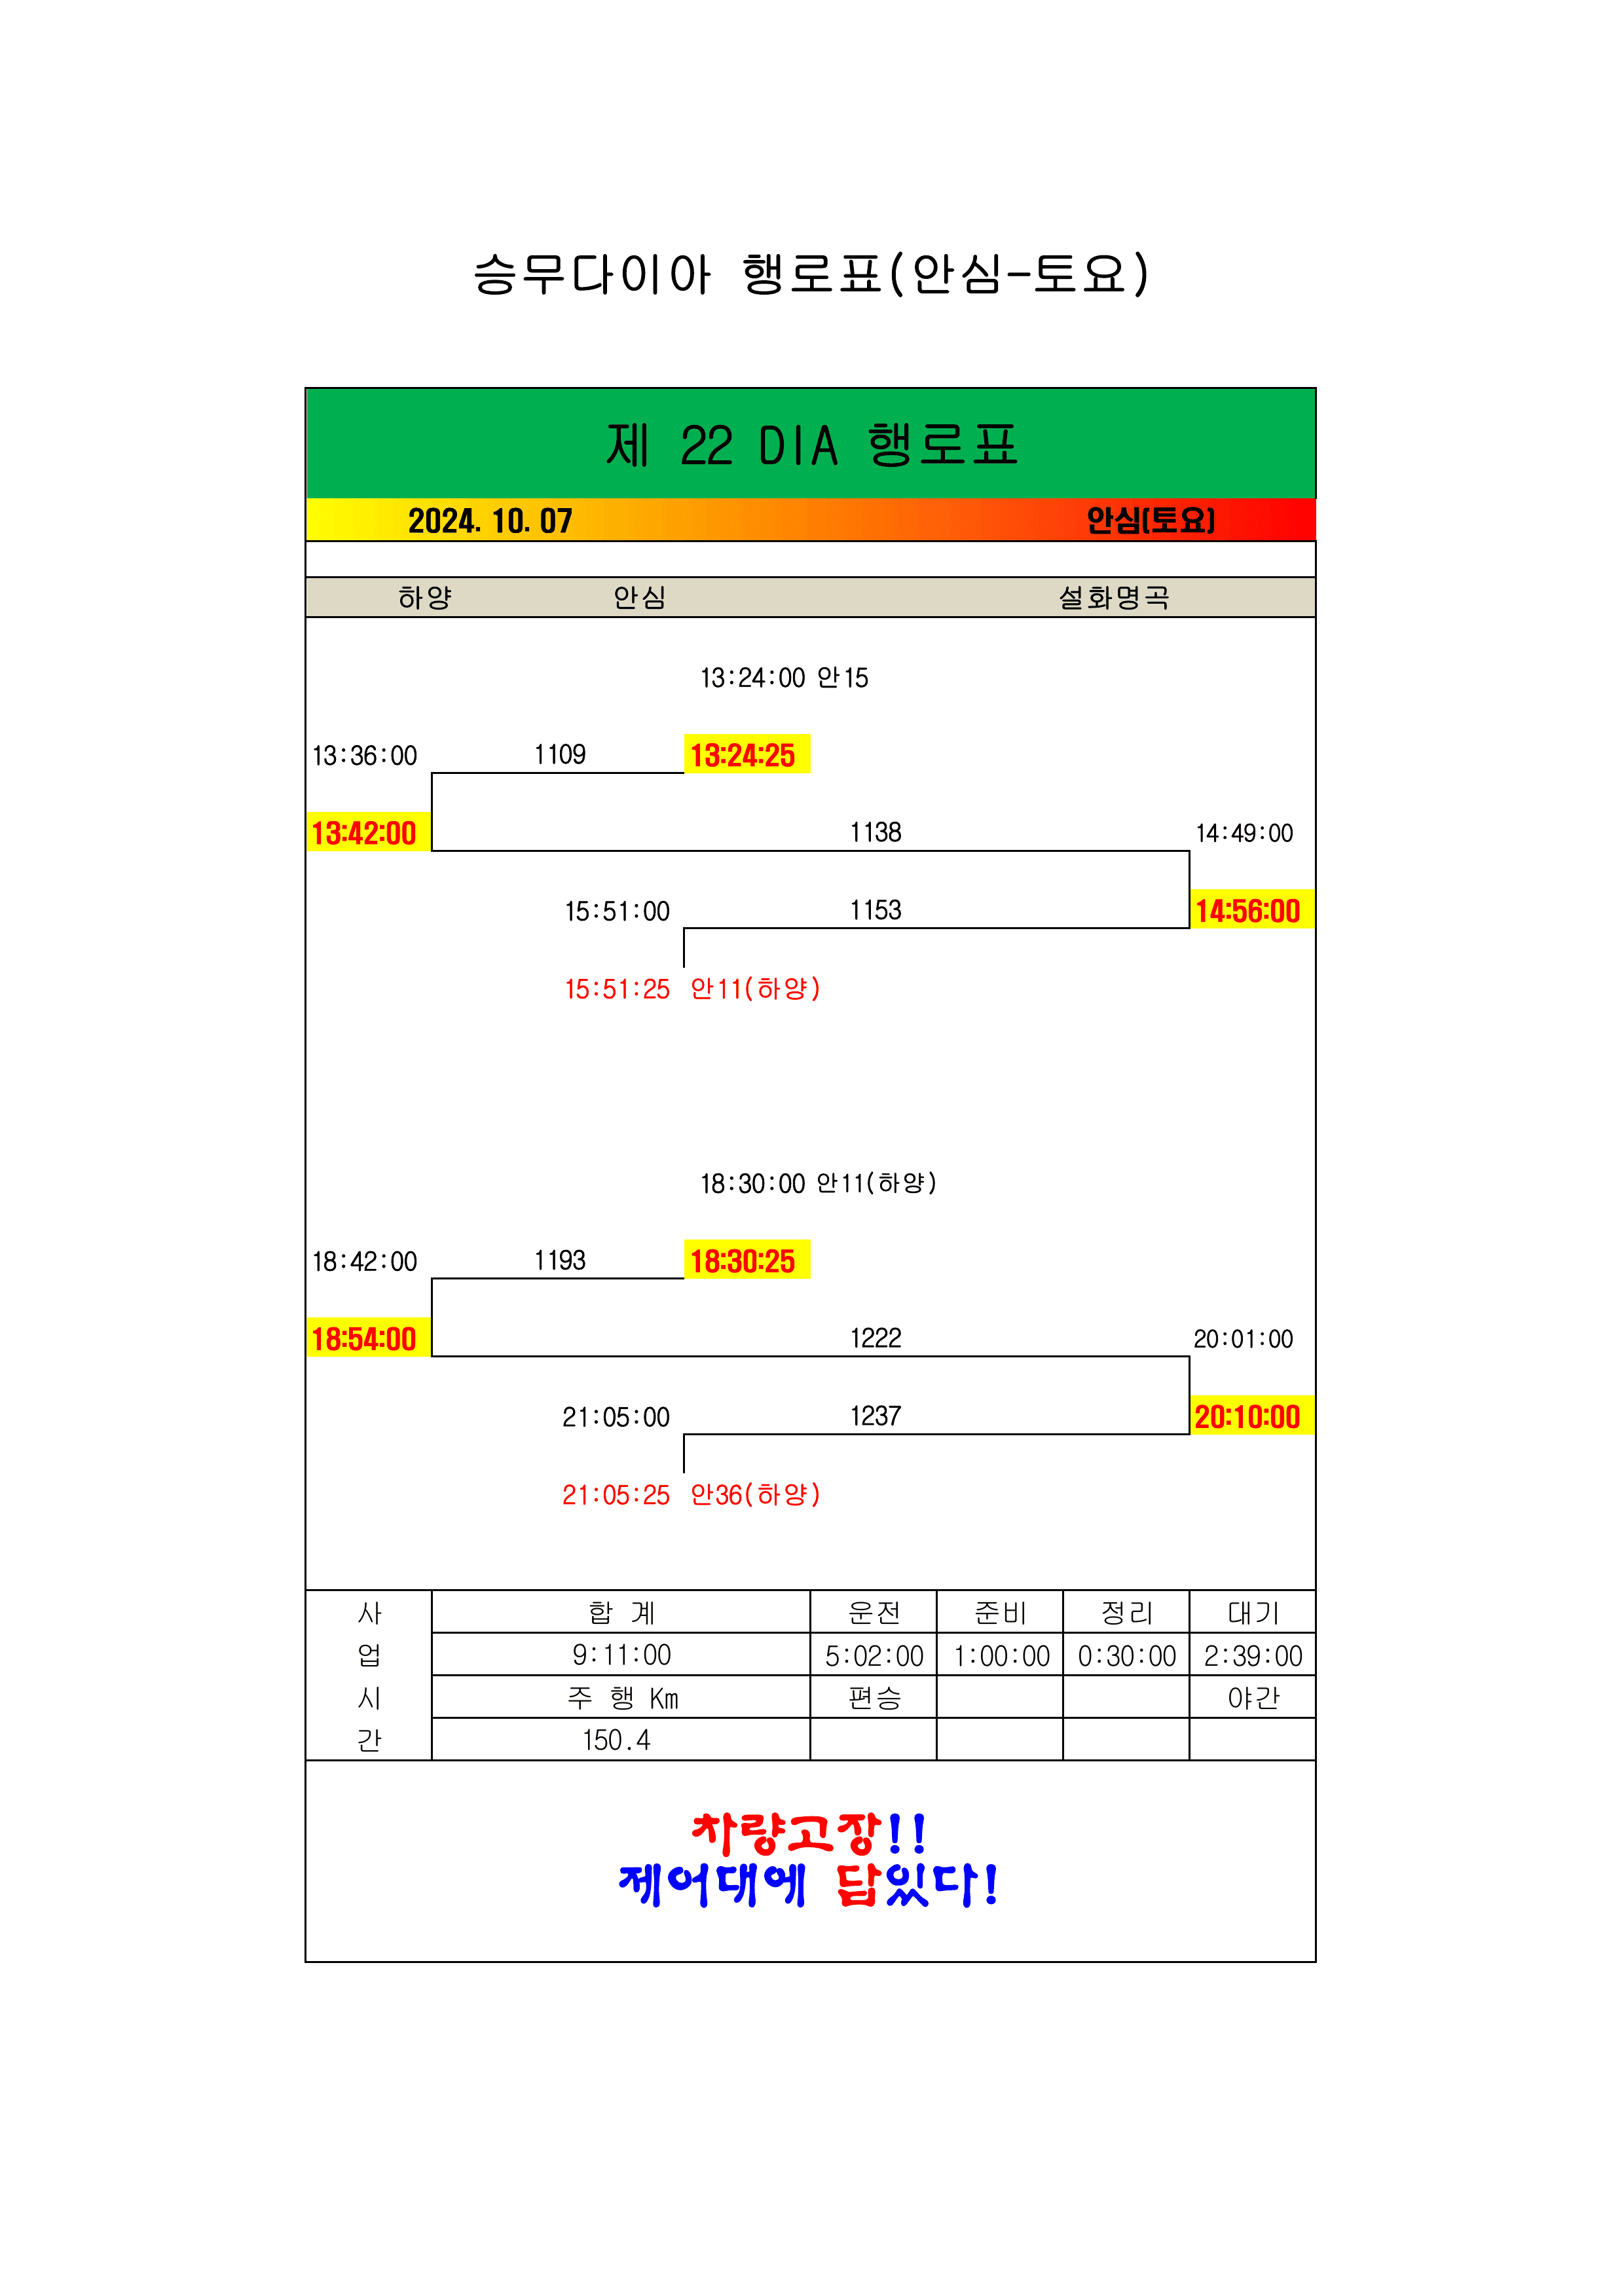 승무다이아 행로표(안심-토요)
제 22 DIA 행로표
2024. 10. 07 안심(토요)
하양 안심 설화명곡
13:24:00 안15
13:36:00 1109 13:24:25
13:42:00 1138 14:49:00
15:51:00 1153 14:56:00
15:51:25 안11(하양)
18:30:00 안11(하양)
18:42:00 1193 18:30:25
18:54:00 1222 20:01:00
21:05:00 1237 20:10:00
21:05:25 안36(하양)
사 합 계 운전 준비 정리 대기
업 9:11:00 5:02:00 1:00:00 0:30:00 2:39:00
시 주 행 Km 편승 야간
간 150.4
차량고장!!
제어대에 답있다!